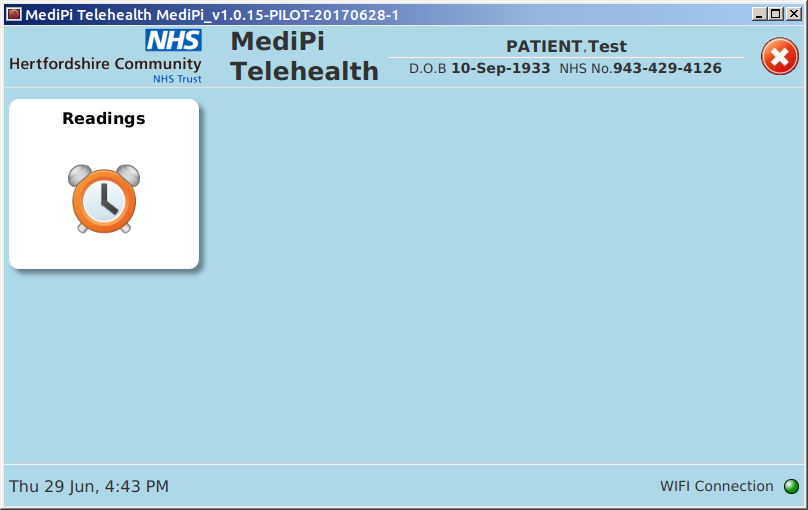 MediPi Telehealth MediPi_v1.0.15-PILOT-20170628-1
NHS
Hertfordshire Community
NHS Trust
MediPi
Telehealth
PATIENT,Test
D.O.B 10-Sep-1933 NHS No.943-429-4126
Readings
Thu 29 Jun, 4:43 PM
WIFI Connection